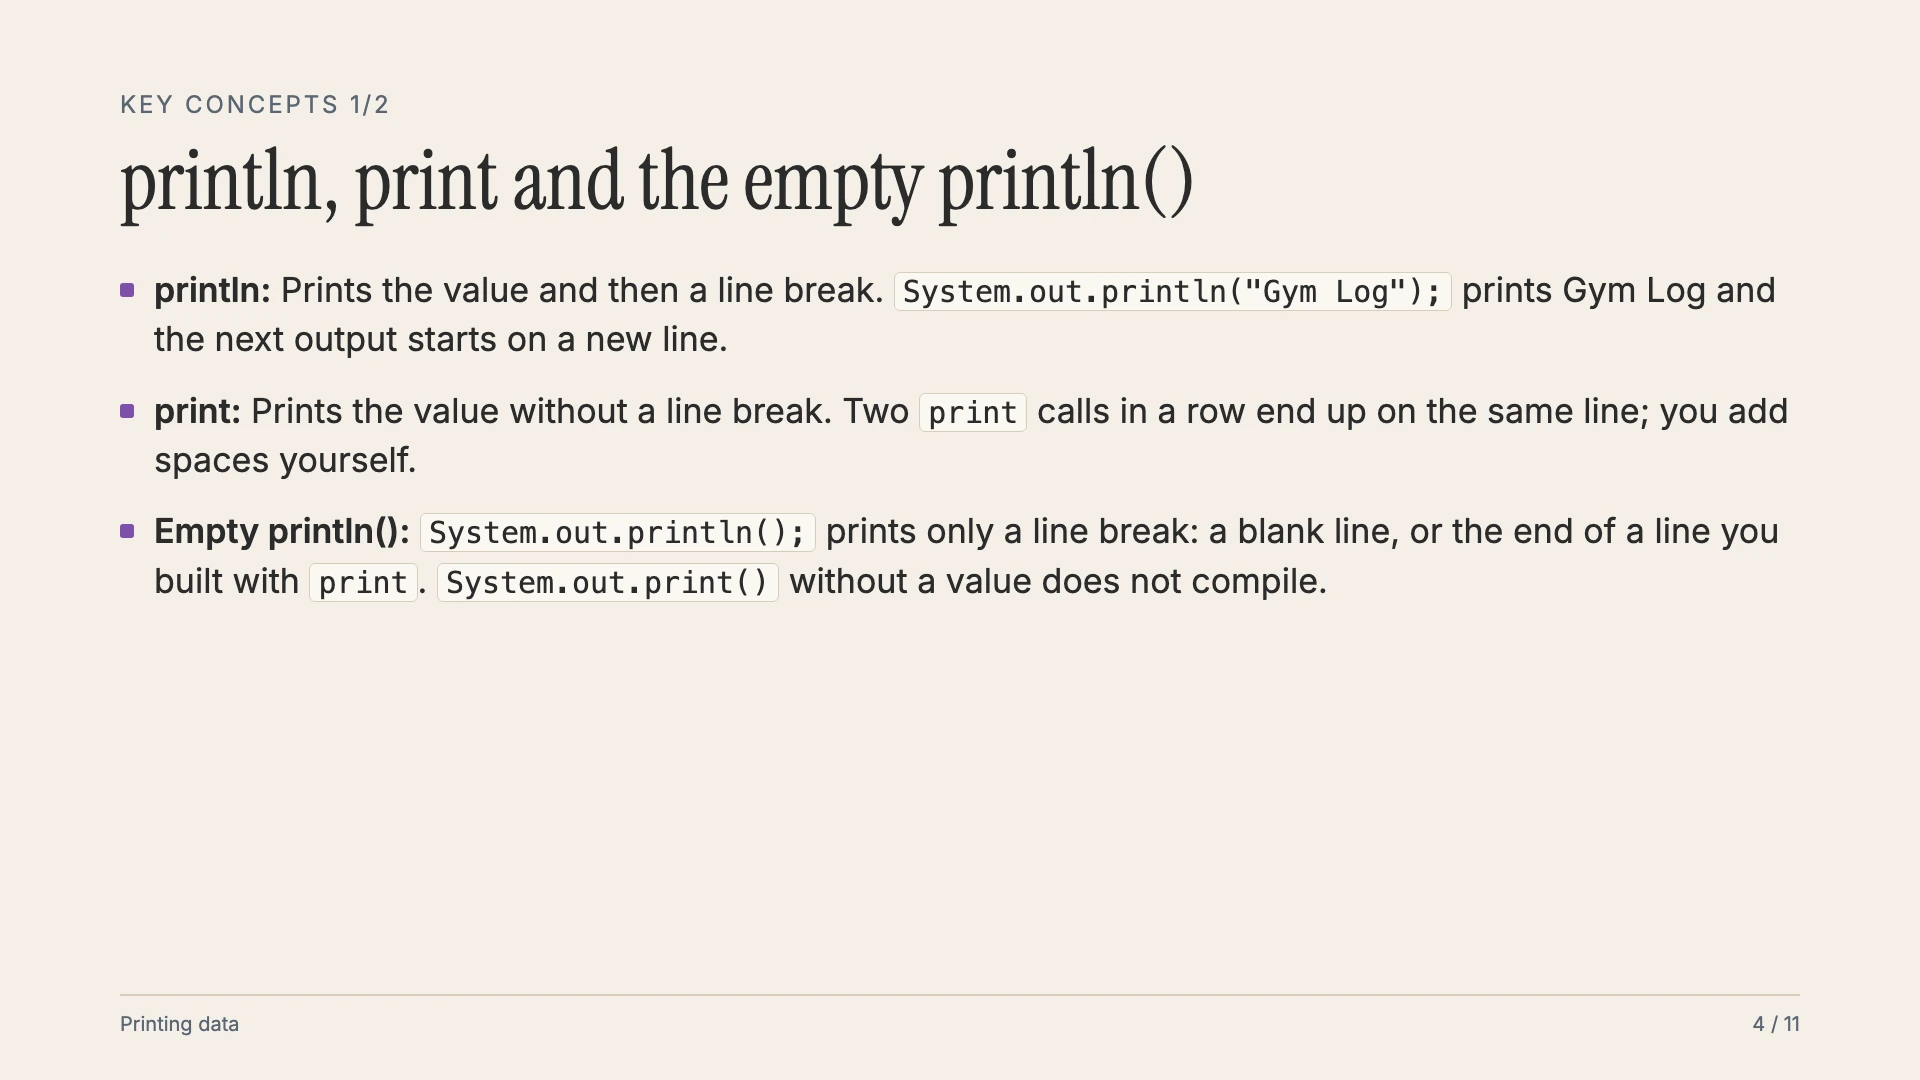 KEY CONCEPTS 1/2
println, print and the empty println()
println: Prints the value and then a line break. System.out.println("Gym Log"); prints Gym Log and
the next output starts on a new line.
print: Prints the value without a line break. Two print calls in a row end up on the same line; you add
spaces yourself.
Empty println(): System.out.println(); prints only a line break: a blank line, or the end of a line you
built with print. System.out.print() without a value does not compile.
Printing data
4 / 11